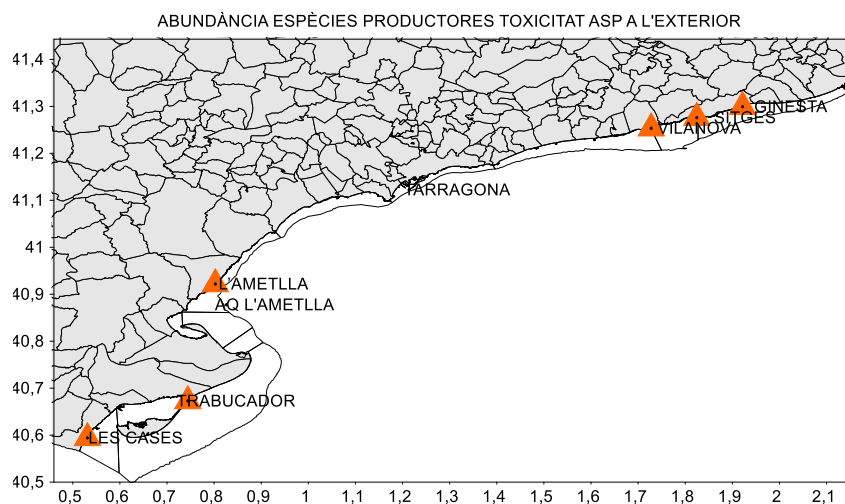 ABUNDÀNCIA ESPÈCIES PRODUCTORES TOXICITAT ASP A L'EXTERIOR
41,4
41,3
GINESTA
SITGES
VILANOVA
41,2
TARRAGONA
41,1
41
L'AMETLLA
40,9
AQ L'AMETLLA
40,8
40,7
TRABUCADOR
40,6
LES CASES
40,5
0,5 0,6 0,7 0,8 0,9 1 1,1 1,2 1,3 1,4 1,5 1,6 1,7 1,8 1,9 2 2,1